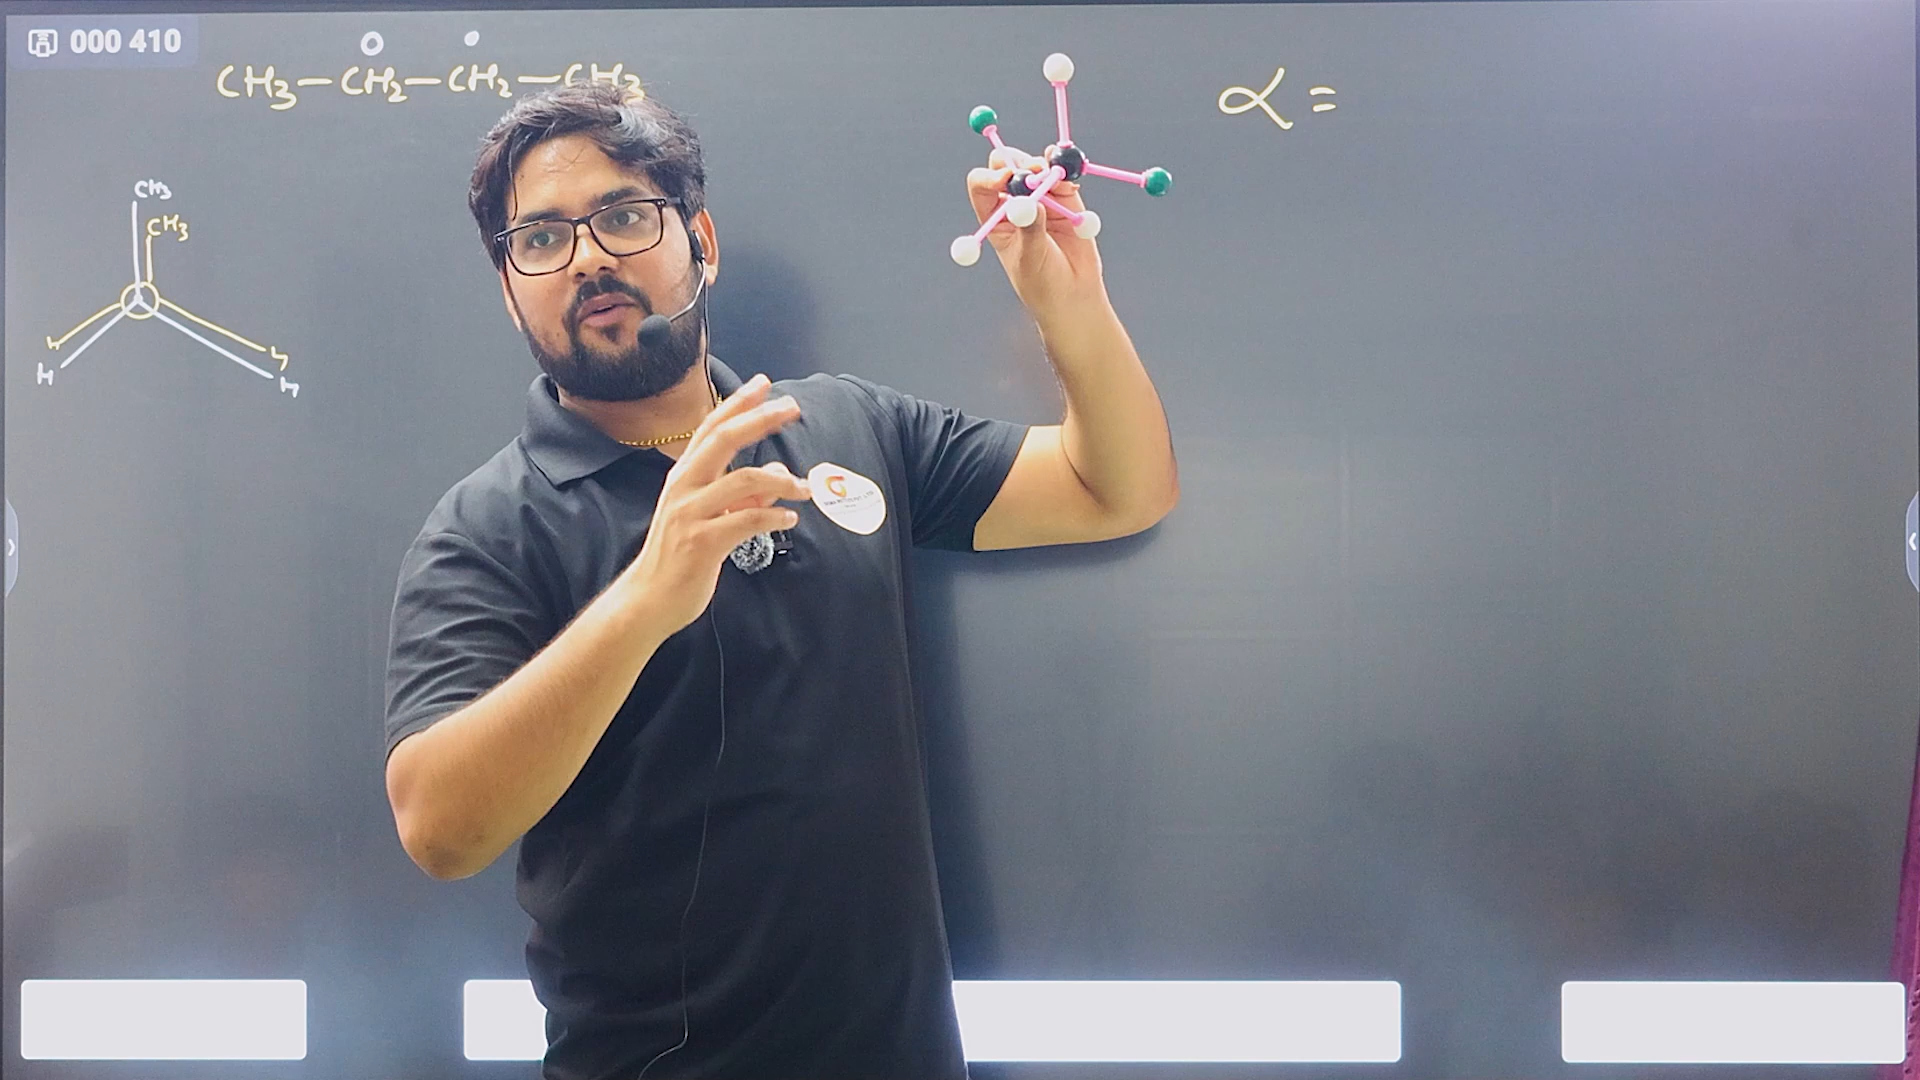 000 410
CH3-CH2-CH2-CH3
α =
CH3
CH3
H H
H H